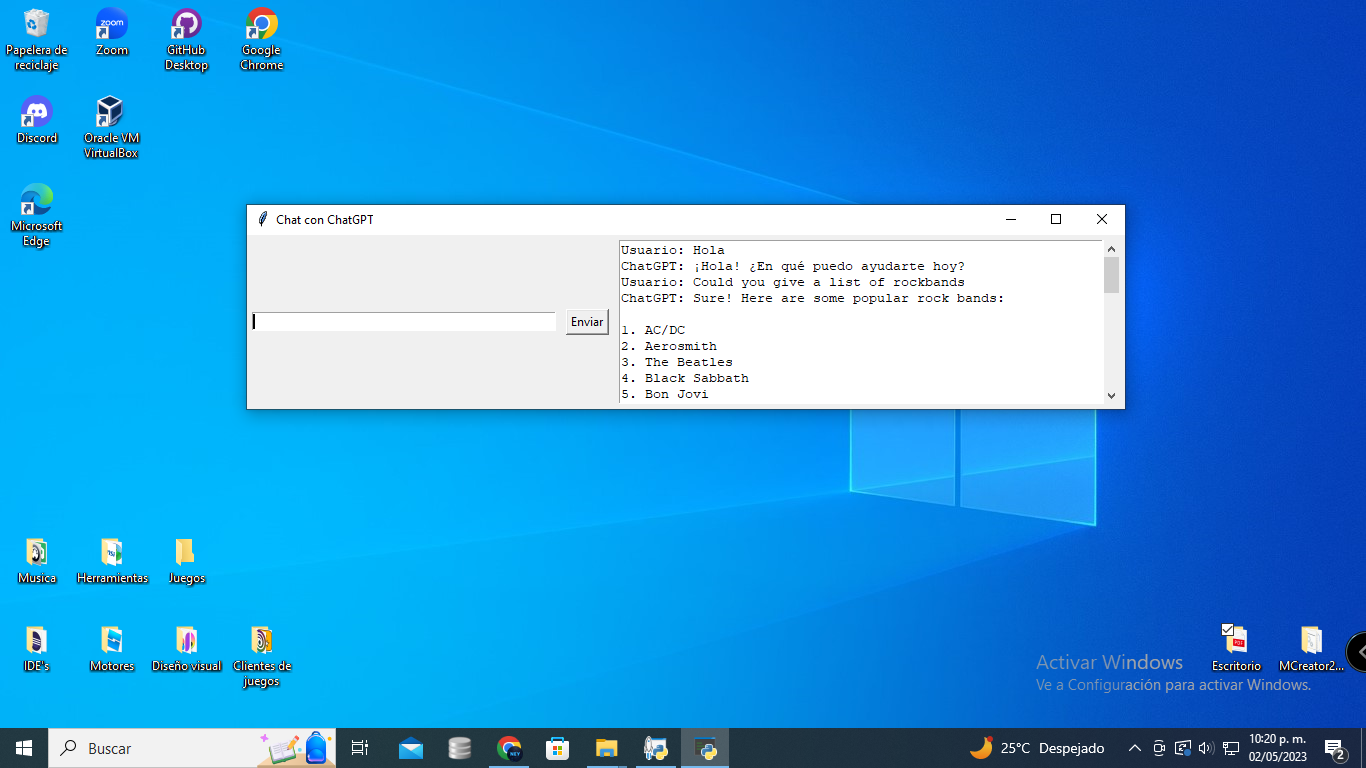 Papelera de
reciclaje
Zoom
GitHub
Desktop
Google
Chrome
Discord
Oracle VM
VirtualBox
Microsoft
Edge
Chat con ChatGPT
Enviar
Usuario: Hola
ChatGPT: ¡Hola! ¿En qué puedo ayudarte hoy?
Usuario: Could you give a list of rockbands
ChatGPT: Sure! Here are some popular rock bands:
1. AC/DC
2. Aerosmith
3. The Beatles
4. Black Sabbath
5. Bon Jovi
Musica
Herramientas
Juegos
IDE's
Motores
Diseño visual
Clientes de
juegos
Escritorio
MCreator2...
Activar Windows
Ve a Configuración para activar Windows.
Buscar
25°C Despejado
10:20 p. m.
02/05/2023
2